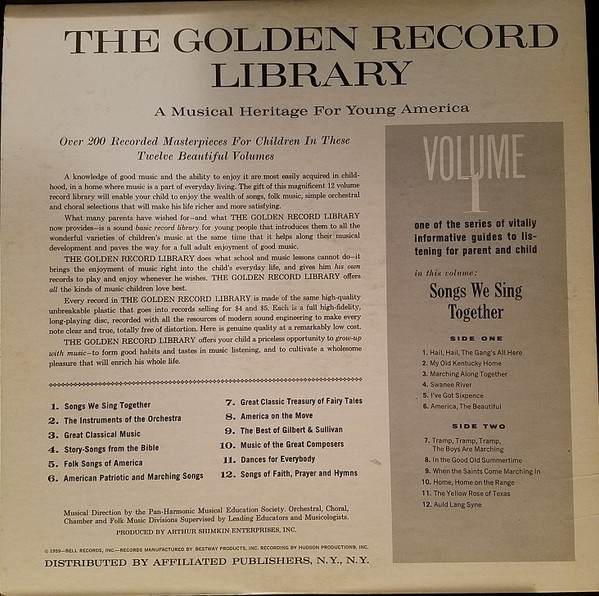 THE GOLDEN RECORD
LIBRARY
A Musical Heritage For Young America
Over 200 Recorded Masterpieces For Children In These
Twelve Beautiful Volumes
A knowledge of good music and the ability to enjoy it are most easily acquired in child-
hood, in a home where music is a part of everyday living. The gift of this magnificent 12 volume
record library will enable your child to enjoy the wealth of songs, folk music, simple orchestral
and choral selections that will make his life richer and more satisfying.
What many parents have wished for—and what THE GOLDEN RECORD LIBRARY
now provides—is a sound basic record library for young people that introduces them to all the
wonderful varieties of children's music at the same time that it helps along their musical
development and paves the way for a full adult enjoyment of good music.
THE GOLDEN RECORD LIBRARY does what school and music lessons cannot do—it
brings the enjoyment of music right into the child's everyday life, and gives him his own
records to play and enjoy whenever he wishes. THE GOLDEN RECORD LIBRARY offers
all the kinds of music children love best.
Every record in THE GOLDEN RECORD LIBRARY is made of the same high-quality
unbreakable plastic that goes into records selling for $4 and $5. Each is a full high-fidelity,
long-playing disc, recorded with all the resources of modern sound engineering to make every
note clear and true, totally free of distortion. Here is genuine quality at a remarkably low cost.
THE GOLDEN RECORD LIBRARY offers your child a priceless opportunity to grow-up
with music—to form good habits and tastes in music listening, and to cultivate a wholesome
pleasure that will enrich his whole life.
1. Songs We Sing Together
2. The Instruments of the Orchestra
3. Great Classical Music
4. Story-Songs from the Bible
5. Folk Songs of America
6. American Patriotic and Marching Songs
7. Great Classic Treasury of Fairy Tales
8. America on the Move
9. The Best of Gilbert & Sullivan
10. Music of the Great Composers
11. Dances for Everybody
12. Songs of Faith, Prayer and Hymns
Musical Direction by the Pan-Harmonic Musical Education Society. Orchestral, Choral,
Chamber and Folk Music Divisions Supervised by Leading Educators and Musicologists.
PRODUCED BY ARTHUR SHIMKIN ENTERPRISES, INC.
© 1959—BELL RECORDS, INC.—RECORDS MANUFACTURED BY BESTWAY PRODUCTS, INC. RECORDING BY HUDSON PRODUCTIONS, INC.
DISTRIBUTED BY AFFILIATED PUBLISHERS, N.Y., N.Y.
VOLUME
1
one of the series of vitally
informative guides to lis-
tening for parent and child
in this volume:
Songs We Sing
Together
SIDE ONE
1. Hail, Hail, The Gang's All Here
2. My Old Kentucky Home
3. Marching Along Together
4. Swanee River
5. I've Got Sixpence
6. America, The Beautiful
SIDE TWO
7. Tramp, Tramp, Tramp,
The Boys are Marching
8. In the Good Old Summertime
9. When the Saints Come Marching In
10. Home, Home on the Range
11. The Yellow Rose of Texas
12. Auld Lang Syne